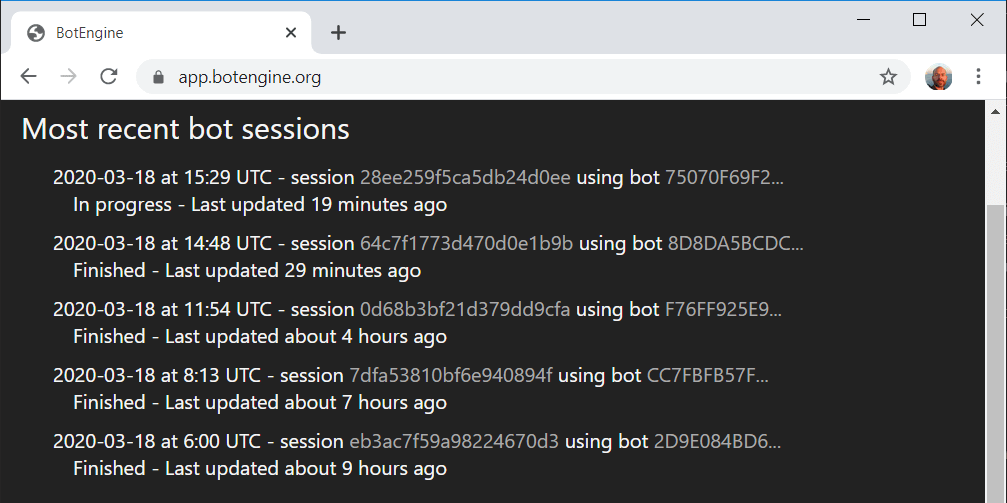 BotEngine
app.botengine.org
Most recent bot sessions
2020-03-18 at 15:29 UTC - session 28ee259f5ca5db24d0ee using bot 75070F69F2...
In progress - Last updated 19 minutes ago
2020-03-18 at 14:48 UTC - session 64c7f1773d470d0e1b9b using bot 8D8DA5BCDC...
Finished - Last updated 29 minutes ago
2020-03-18 at 11:54 UTC - session 0d68b3bf21d379dd9cfa using bot F76FF925E9...
Finished - Last updated about 4 hours ago
2020-03-18 at 8:13 UTC - session 7dfa53810bf6e940894f using bot CC7FBFB57F...
Finished - Last updated about 7 hours ago
2020-03-18 at 6:00 UTC - session eb3ac7f59a98224670d3 using bot 2D9E084BD6...
Finished - Last updated about 9 hours ago